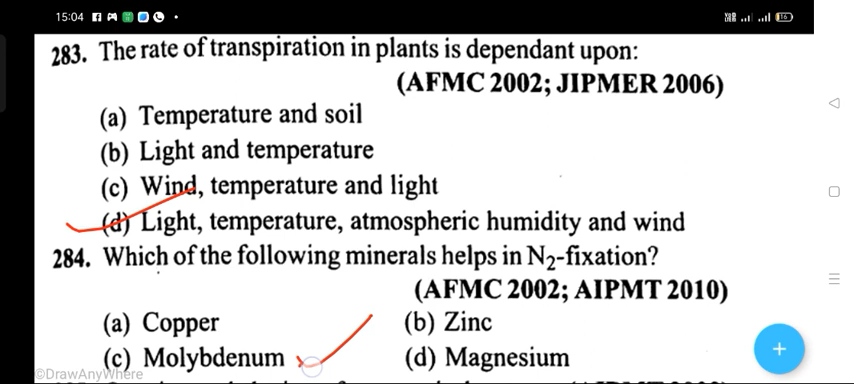 15:04
283. The rate of transpiration in plants is dependant upon:
(AFMC 2002; JIPMER 2006)
(a) Temperature and soil
(b) Light and temperature
(c) Wind, temperature and light
(d) Light, temperature, atmospheric humidity and wind
284. Which of the following minerals helps in N₂-fixation?
(AFMC 2002; AIPMT 2010)
(a) Copper (b) Zinc
(c) Molybdenum (d) Magnesium
©DrawAnyWhere